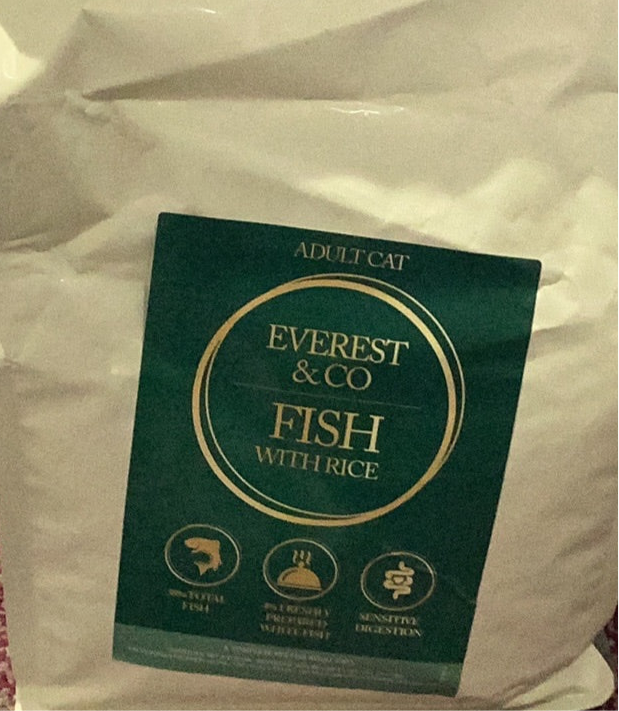 ADULT CAT
EVEREST
& CO
FISH
WITH RICE
TOTAL
FISH
FRESHLY
PREPARED
WHITE FISH
SENSITIVE
DIGESTION